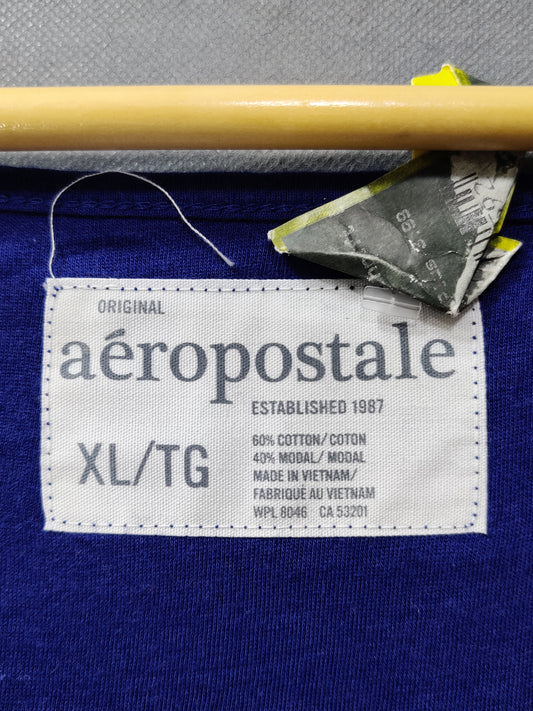 ORIGINAL
aéropostale
ESTABLISHED 1987
XL/TG
60% COTTON/ COTON
40% MODAL/ MODAL
MADE IN VIETNAM/
FABRIQUÉ AU VIETNAM
WPL 8046 CA 53201